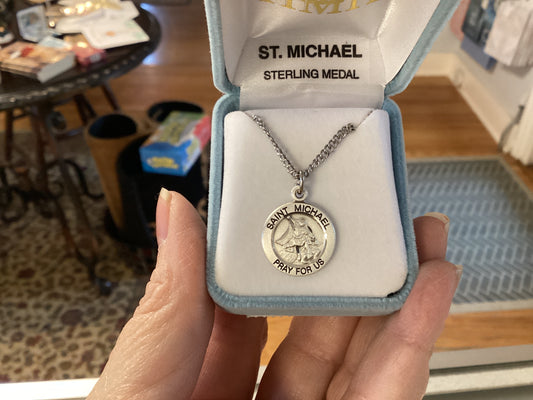 ST. MICHAEL
STERLING MEDAL
SAINT MICHAEL
PRAY FOR US